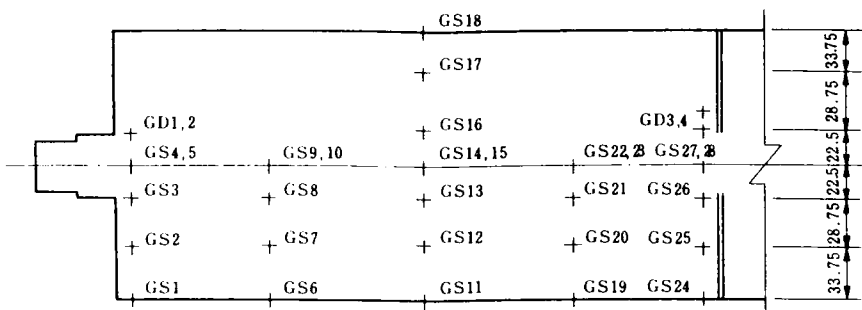 GS18
GS17
GD1,2 GS16 GD3,4
GS4,5 GS9,10 GS14,15 GS22,23 GS27,28
GS3 GS8 GS13 GS21 GS26
GS2 GS7 GS12 GS20 GS25
GS1 GS6 GS11 GS19 GS24
33.75
28.75
22.5
22.5
28.75
33.75